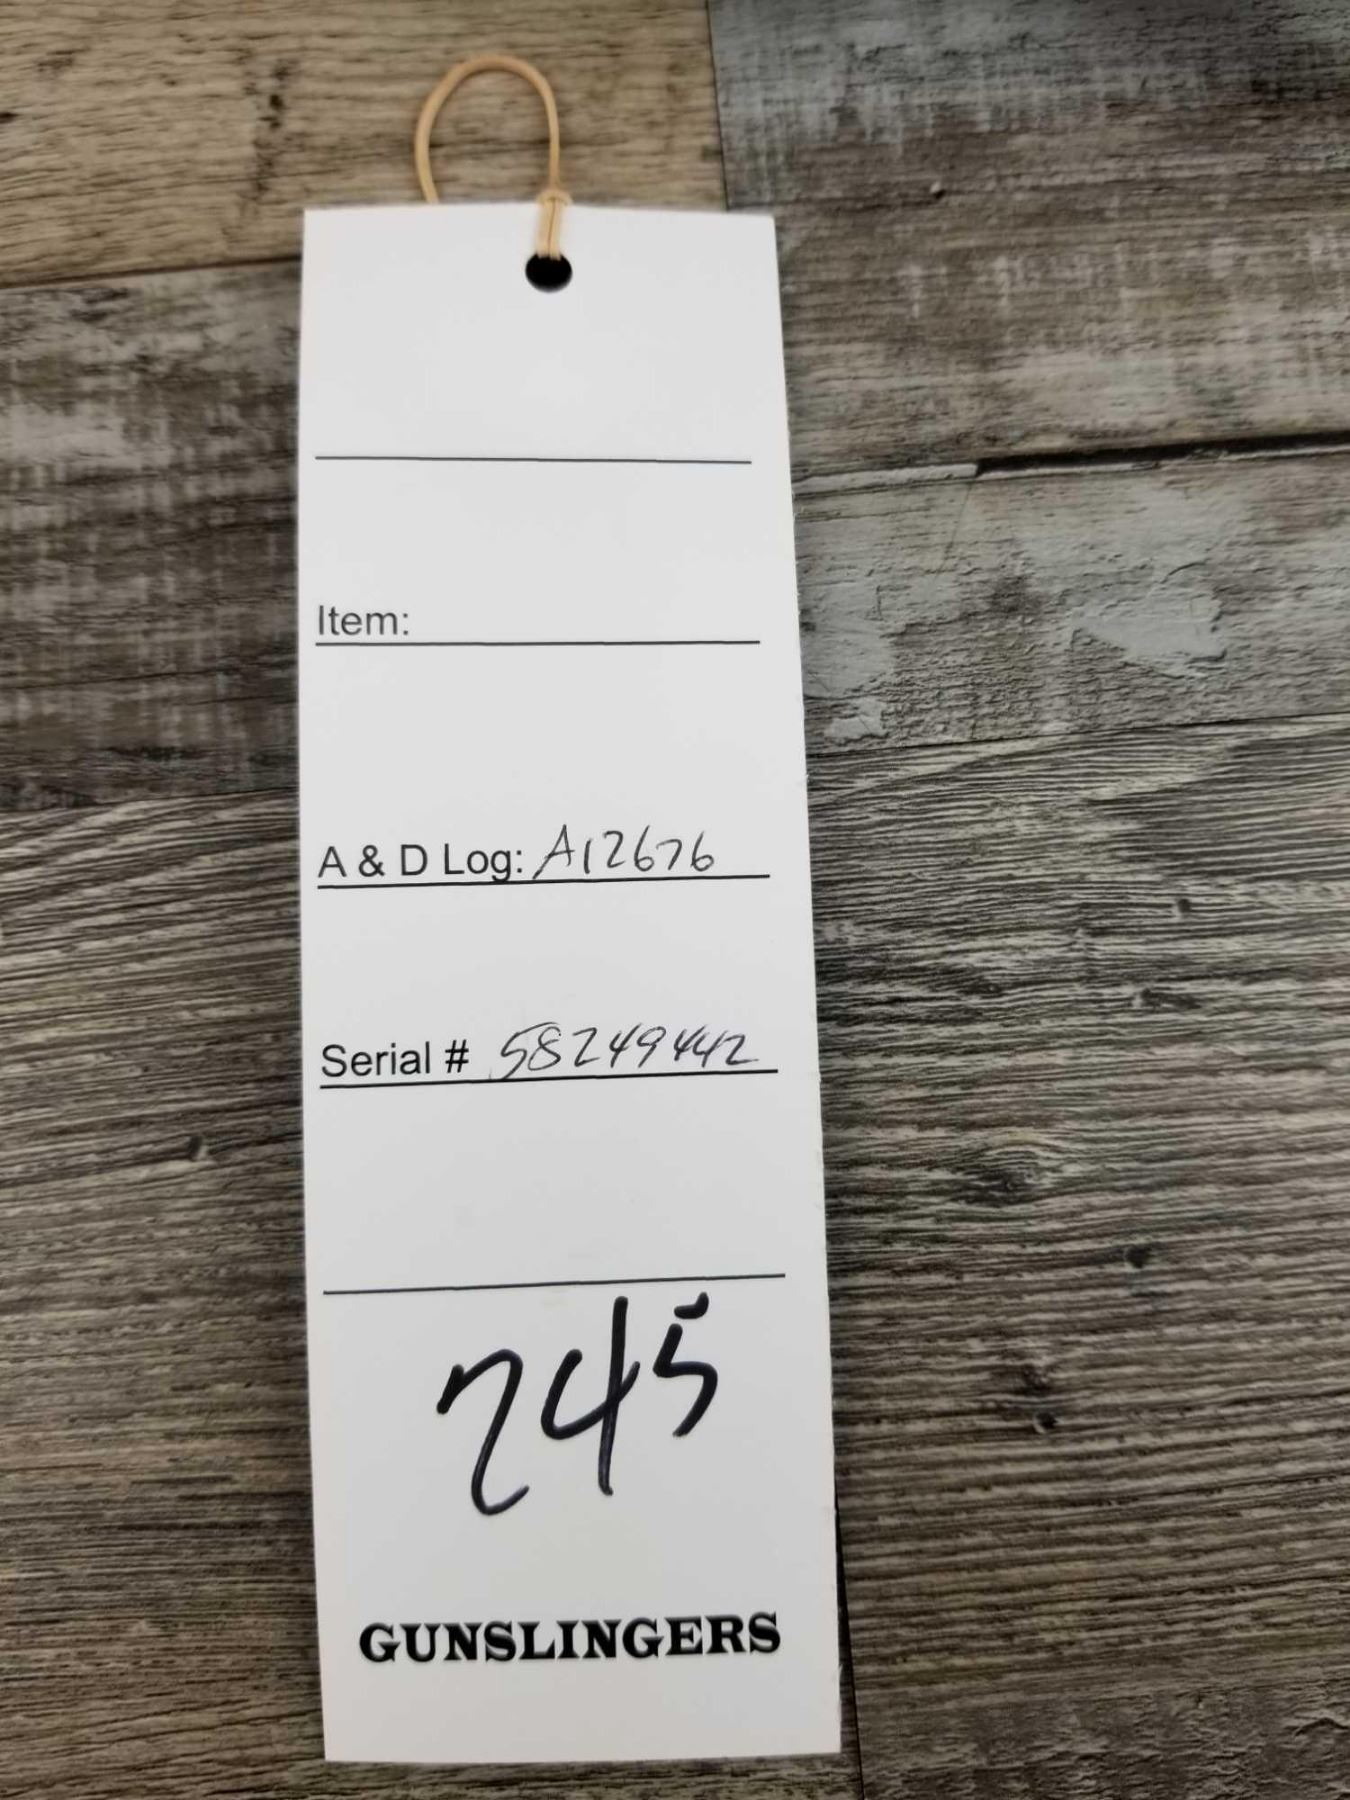 Item:
A & D Log: A12676
Serial # 58249442
245
GUNSLINGERS